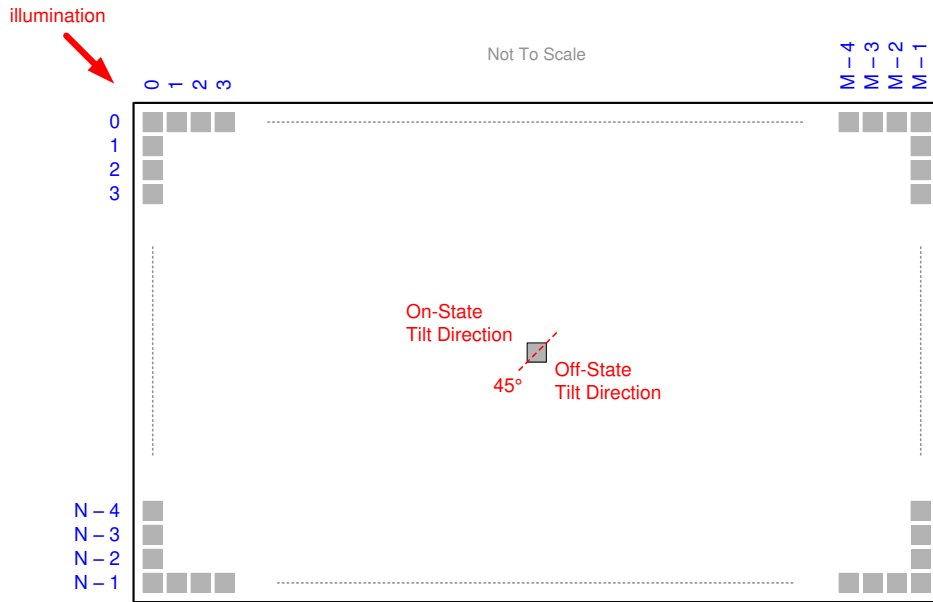 illumination
Not To Scale
0
1
2
3
M – 4
M – 3
M – 2
M – 1
0
1
2
3
On-State
Tilt Direction
Off-State
Tilt Direction
45°
N – 4
N – 3
N – 2
N – 1